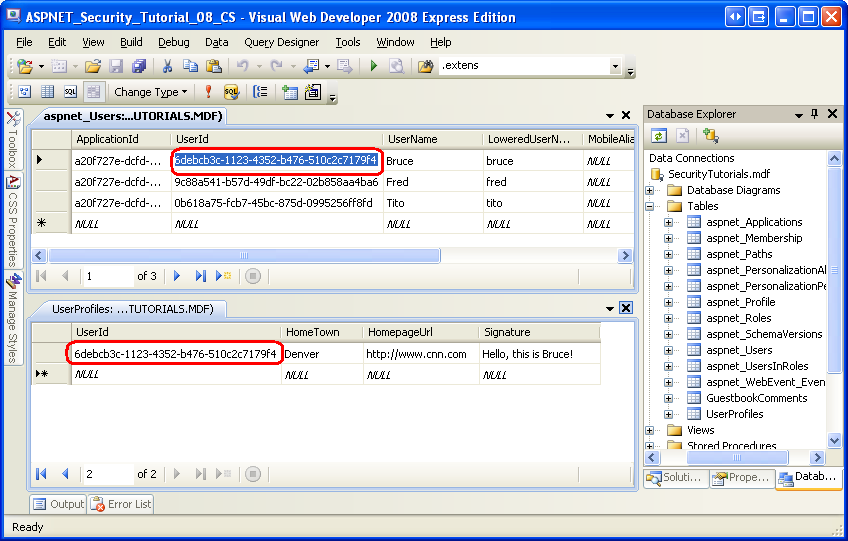 ASPNET_Security_Tutorial_08_CS - Visual Web Developer 2008 Express Edition
File Edit View Build Debug Data Query Designer Tools Window Help
.extens
SQL Change Type SQL
Toolbox
CSS Properties
Manage Styles
aspnet_Users:...UTORIALS.MDF)
ApplicationId UserId UserName LoweredUserN... MobileAlia
a20f727e-dcfd-... 6debcb3c-1123-4352-b476-510c2c7179f4 Bruce bruce NULL
a20f727e-dcfd-... 9c88a541-b57d-49df-bc22-02b858aa4ba6 Fred fred NULL
a20f727e-dcfd-... 0b618a75-fcb7-45bc-875d-0995256ff8fd Tito tito NULL
NULL NULL NULL NULL NULL
1 of 3
UserProfiles: ...TUTORIALS.MDF)
UserId HomeTown HomepageUrl Signature
6debcb3c-1123-4352-b476-510c2c7179f4 Denver http://www.cnn.com Hello, this is Bruce!
NULL NULL NULL NULL
2 of 2
Database Explorer
Data Connections
SecurityTutorials.mdf
Database Diagrams
Tables
aspnet_Applications
aspnet_Membership
aspnet_Paths
aspnet_PersonalizationAl
aspnet_PersonalizationPe
aspnet_Profile
aspnet_Roles
aspnet_SchemaVersions
aspnet_Users
aspnet_UsersInRoles
aspnet_WebEvent_Even
GuestbookComments
UserProfiles
Views
Stored Procedures
Soluti... Prope... Datab...
Output Error List
Ready